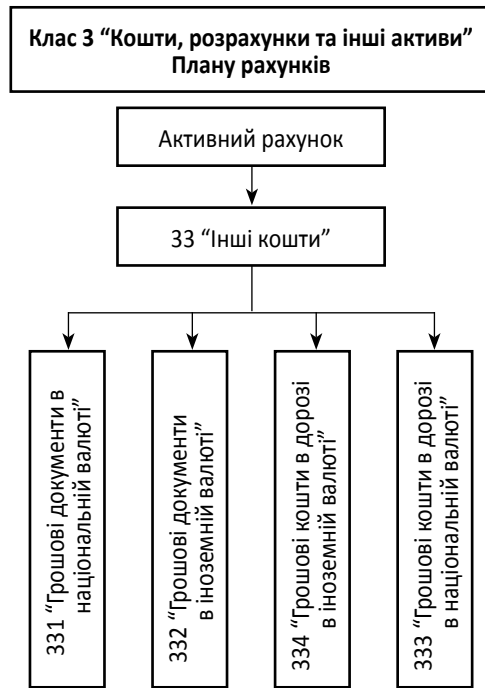 Клас 3 “Кошти, розрахунки та інші активи”
Плану рахунків
Активний рахунок
33 “Інші кошти”
331 “Грошові документи в
національній валюті”
332 “Грошові документи
в іноземній валюті”
334 “Грошові кошти в дорозі
в іноземній валюті”
333 “Грошові кошти в дорозі
в національній валюті”